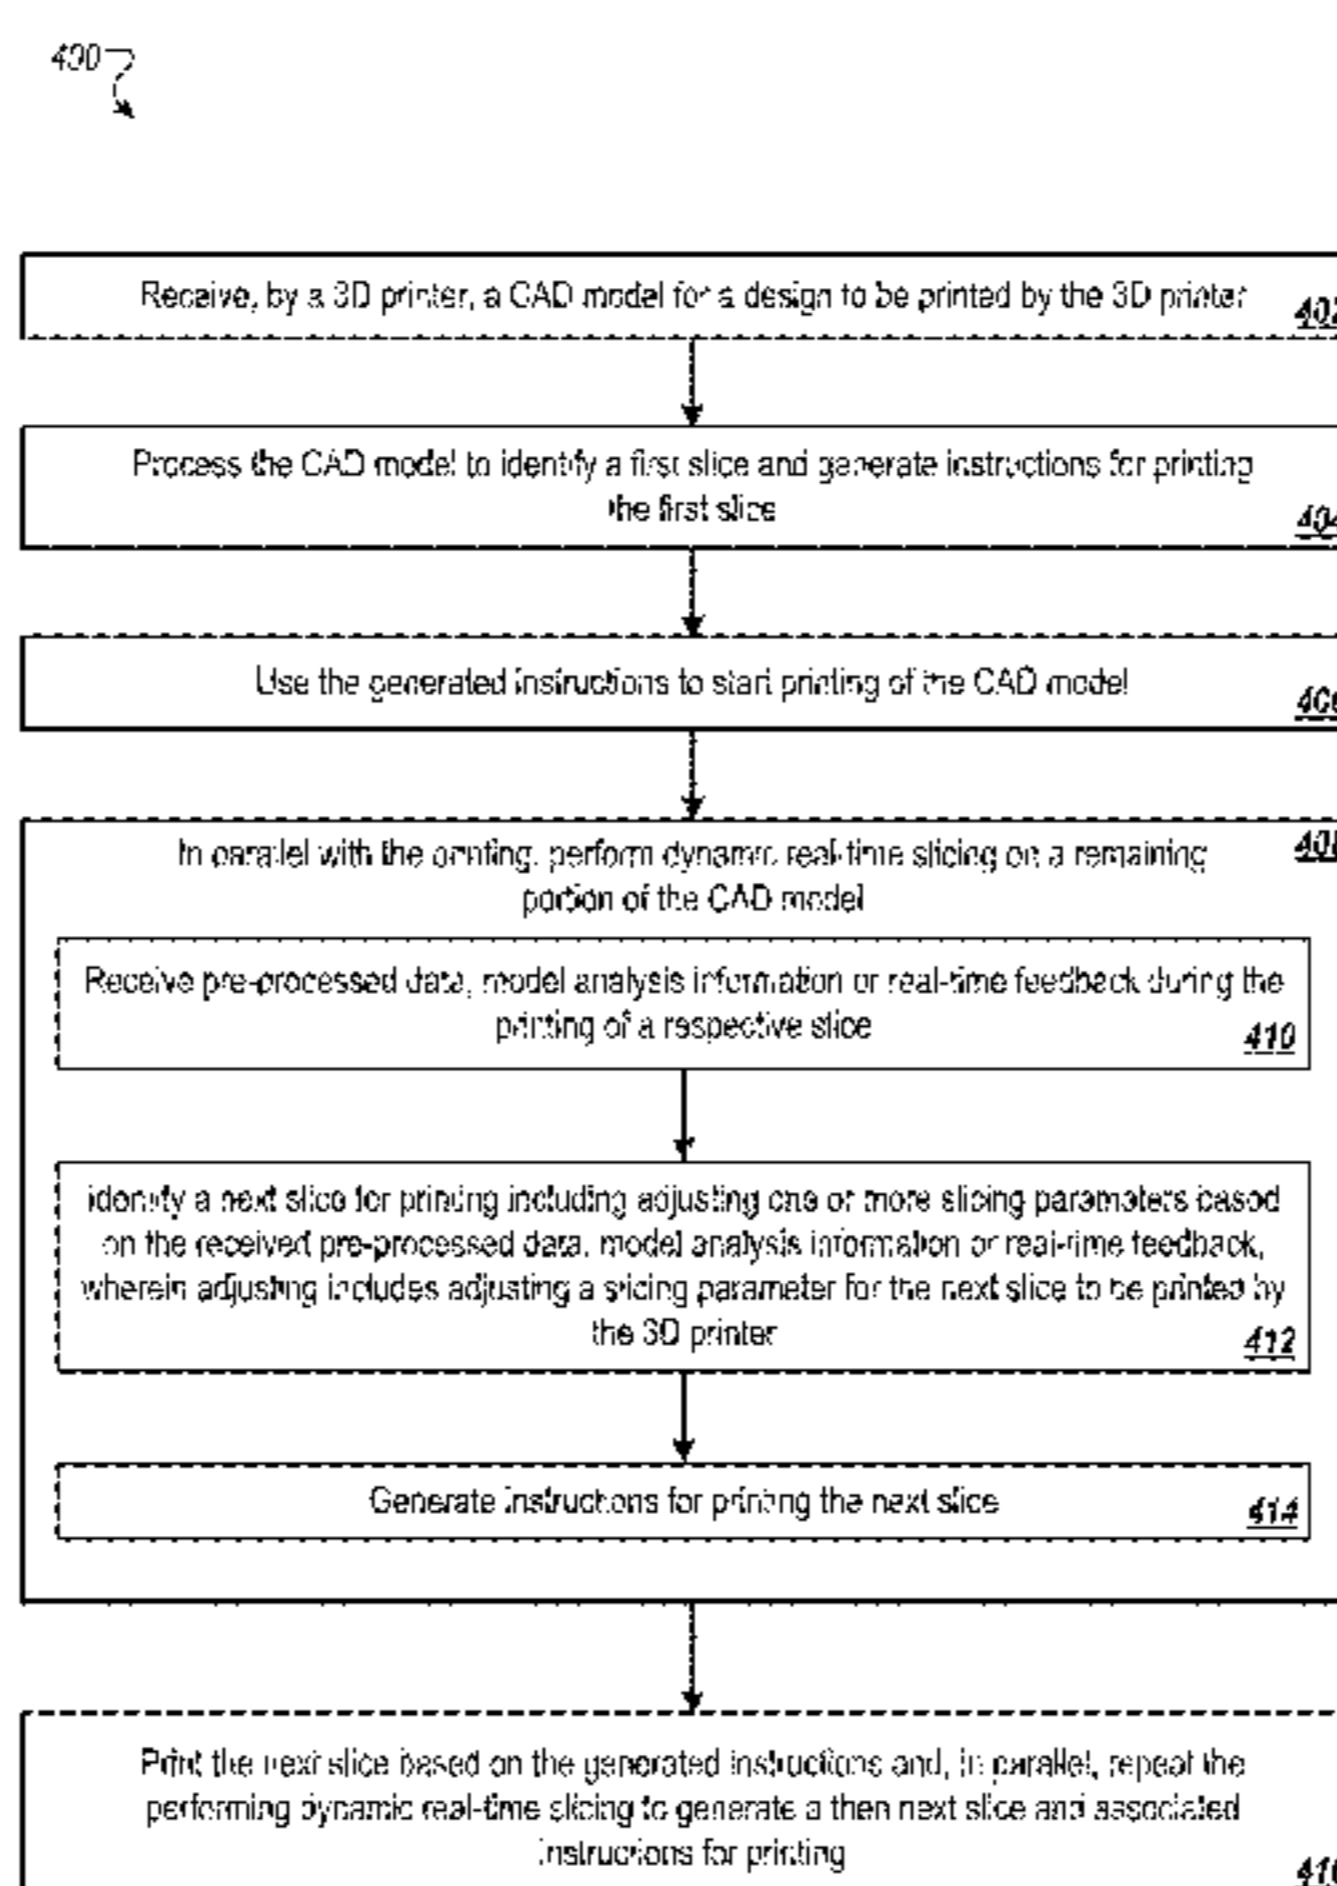 400
Receive, by a 3D printer, a CAD model for a design to be printed by the 3D printer
402
Process the CAD model to identify a first slice and generate instructions for printing
the first slice
404
Use the generated instructions to start printing of the CAD model
406
In parallel with the printing, perform dynamic real-time slicing on a remaining
portion of the CAD model
408
Receive pre-processed data, model analysis information or real-time feedback during the
printing of a respective slice
410
Identify a next slice for printing including adjusting one or more slicing parameters based
on the received pre-processed data, model analysis information or real-time feedback,
wherein adjusting includes adjusting a slicing parameter for the next slice to be printed by
the 3D printer
412
Generate instructions for printing the next slice
414
Print the next slice based on the generated instructions and, in parallel, repeat the
performing dynamic real-time slicing to generate a then next slice and associated
instructions for printing
416